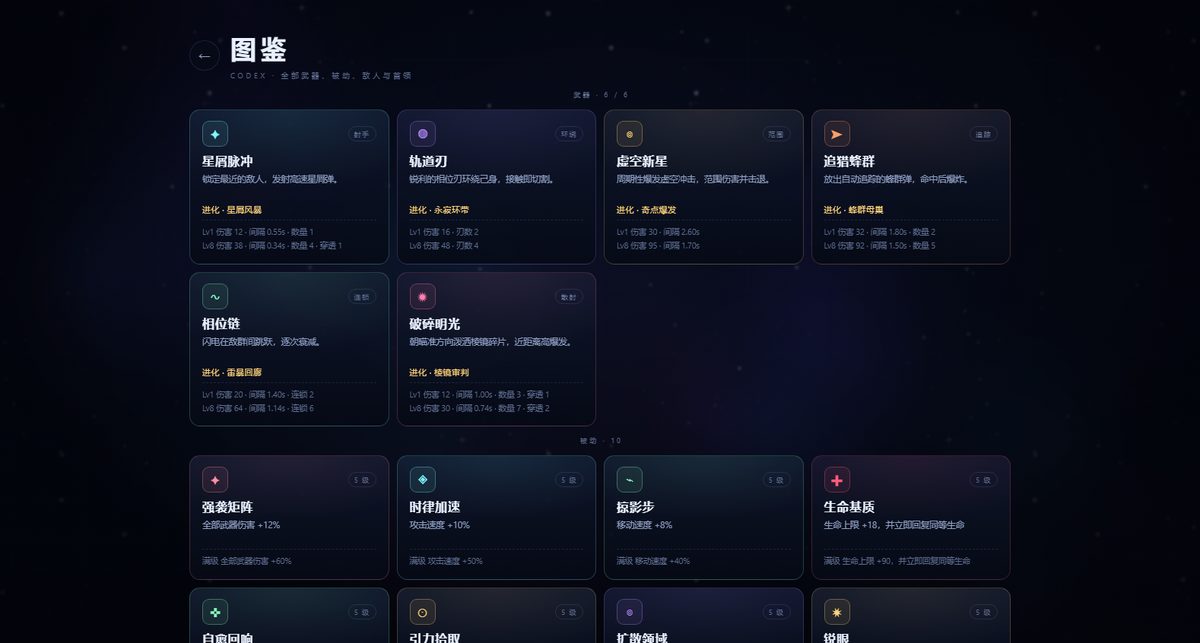 ←
图鉴
CODEX · 全部武器、被动、敌人与首领
武器 · 6 / 6
射手
星屑脉冲
锁定最近的敌人，发射高速星屑弹。
进化 · 星屑风暴
Lv1 伤害 12 · 间隔 0.55s · 数量 1
Lv8 伤害 38 · 间隔 0.34s · 数量 4 · 穿透 1
环绕
轨道刃
锐利的相位刃环绕己身，接触即切割。
进化 · 永寂环带
Lv1 伤害 16 · 刃数 2
Lv8 伤害 48 · 刃数 4
范围
虚空新星
周期性爆发虚空冲击，范围伤害并击退。
进化 · 奇点爆发
Lv1 伤害 30 · 间隔 2.60s
Lv8 伤害 95 · 间隔 1.70s
追踪
追猎蜂群
放出自动追踪的蜂群弹，命中后爆炸。
进化 · 蜂群母巢
Lv1 伤害 32 · 间隔 1.80s · 数量 2
Lv8 伤害 92 · 间隔 1.50s · 数量 5
连锁
相位链
闪电在敌群间跳跃，逐次衰减。
进化 · 雷暴回廊
Lv1 伤害 20 · 间隔 1.40s · 连锁 2
Lv8 伤害 64 · 间隔 1.14s · 连锁 6
散射
破碎明光
朝瞄准方向泼洒棱镜碎片，近距离高爆发。
进化 · 棱镜审判
Lv1 伤害 12 · 间隔 1.00s · 数量 3 · 穿透 1
Lv8 伤害 30 · 间隔 0.74s · 数量 7 · 穿透 2
被动 · 10
5 级
强袭矩阵
全部武器伤害 +12%
满级 全部武器伤害 +60%
5 级
时律加速
攻击速度 +10%
满级 攻击速度 +50%
5 级
掠影步
移动速度 +8%
满级 移动速度 +40%
5 级
生命基质
生命上限 +18，并立即回复同等生命
满级 生命上限 +90，并立即回复同等生命
5 级
自愈回响
5 级
引力拾取
5 级
扩散领域
5 级
锐眼